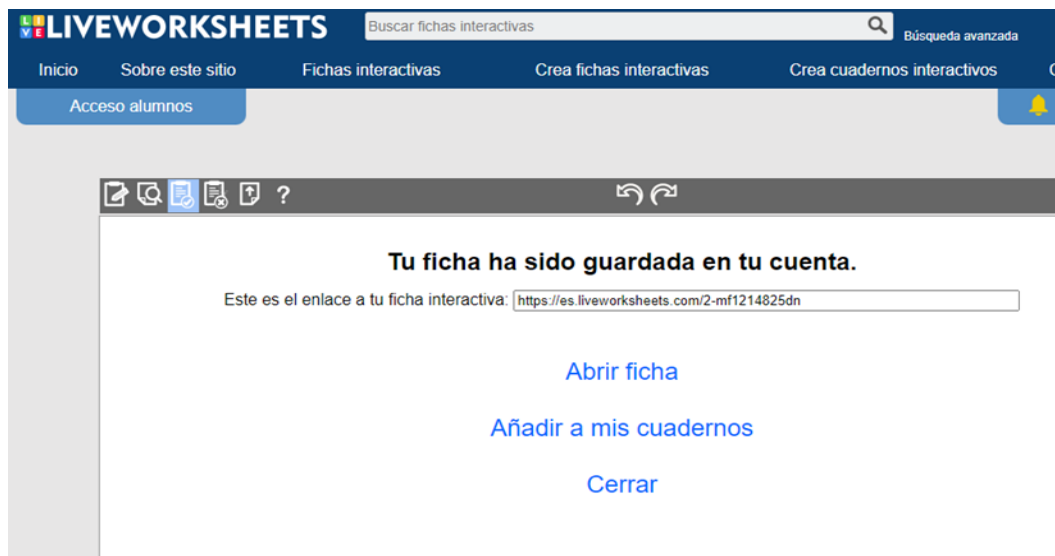 LIVE LIVEWORKSHEETS Buscar fichas interactivas Búsqueda avanzada
Inicio Sobre este sitio Fichas interactivas Crea fichas interactivas Crea cuadernos interactivos
Acceso alumnos
?
Tu ficha ha sido guardada en tu cuenta.
Este es el enlace a tu ficha interactiva: https://es.liveworksheets.com/2-mf1214825dn
Abrir ficha
Añadir a mis cuadernos
Cerrar